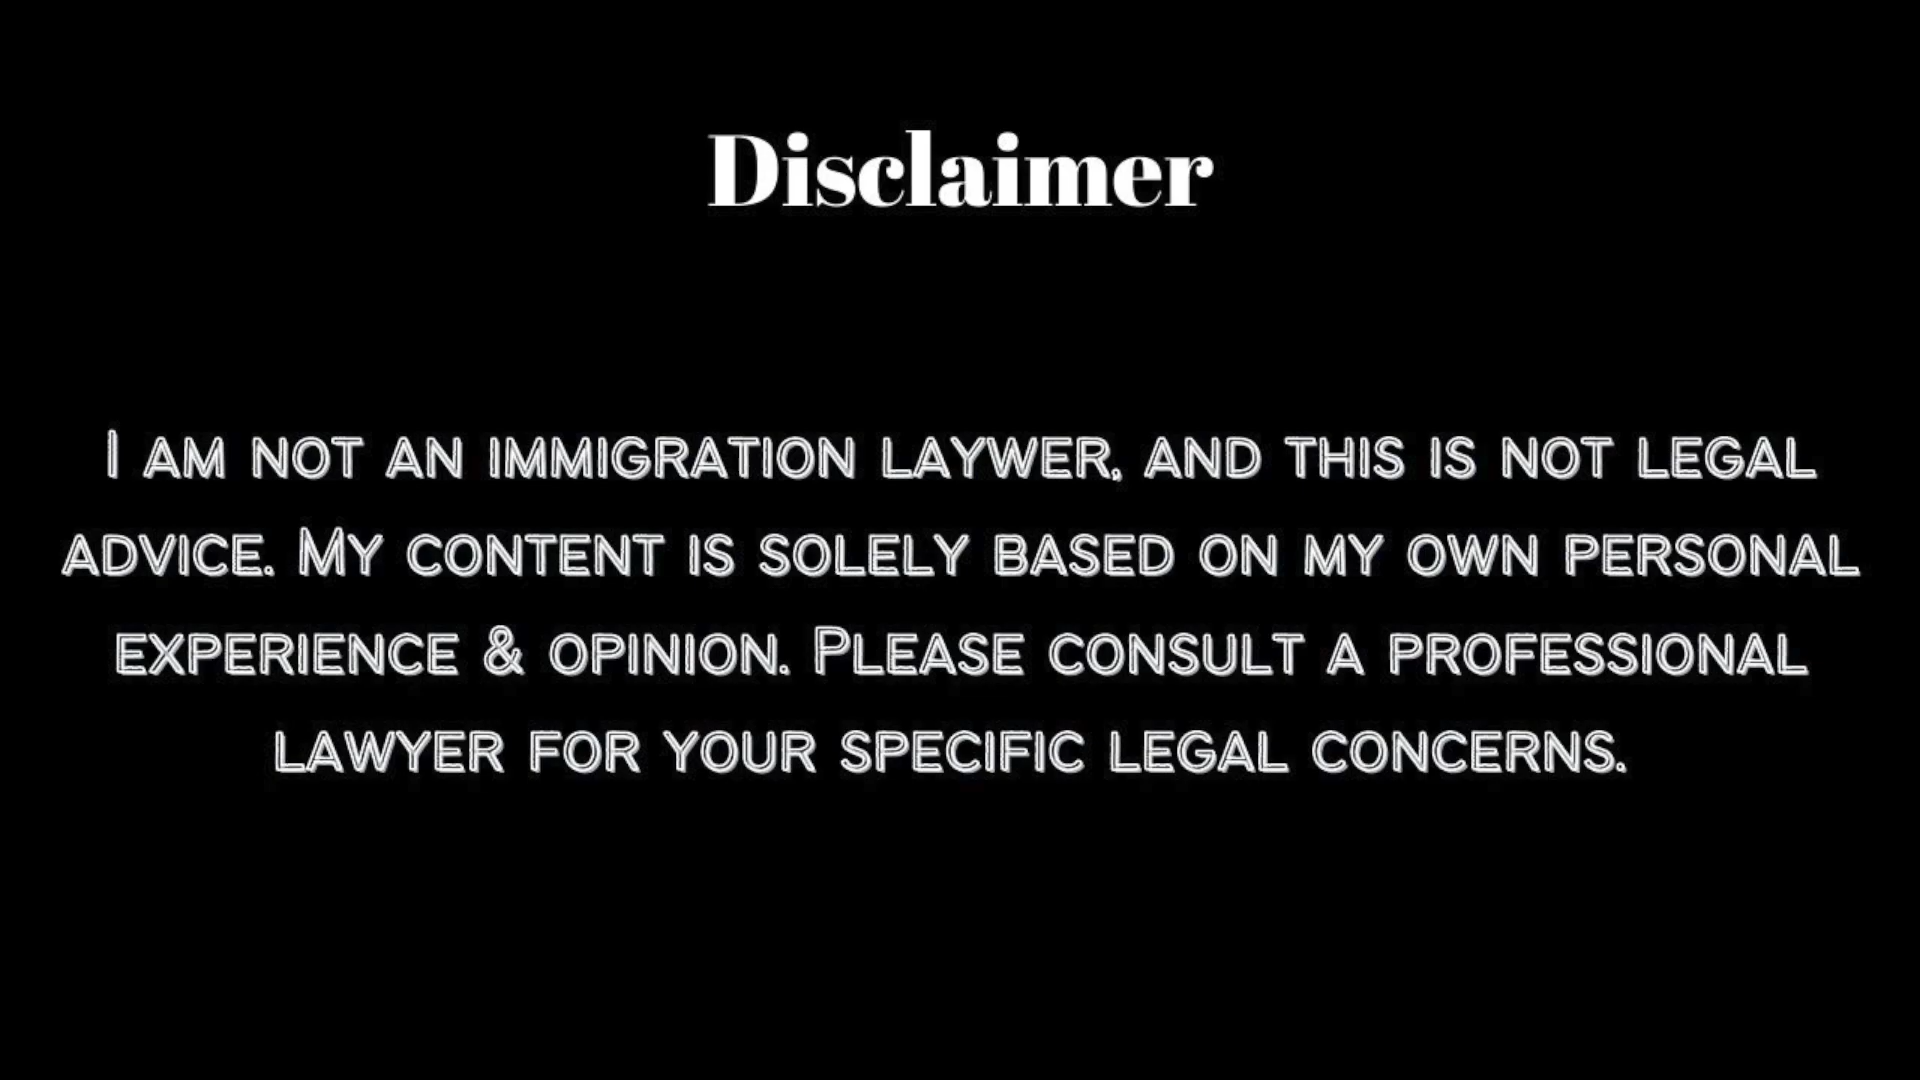 Disclaimer
I AM NOT AN IMMIGRATION LAYWER, AND THIS IS NOT LEGAL
ADVICE. MY CONTENT IS SOLELY BASED ON MY OWN PERSONAL
EXPERIENCE & OPINION. PLEASE CONSULT A PROFESSIONAL
LAWYER FOR YOUR SPECIFIC LEGAL CONCERNS.